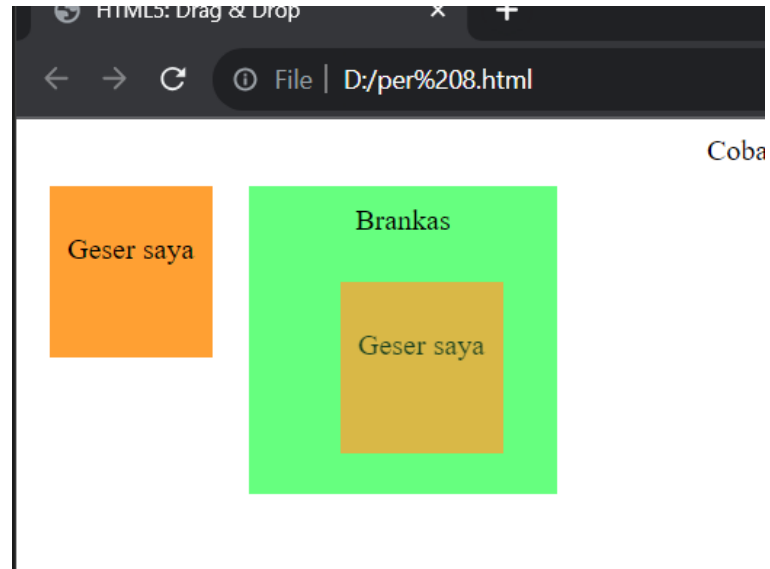 HTML5: Drag & Drop
File | D:/per%208.html
Coba
Geser saya
Brankas
Geser saya